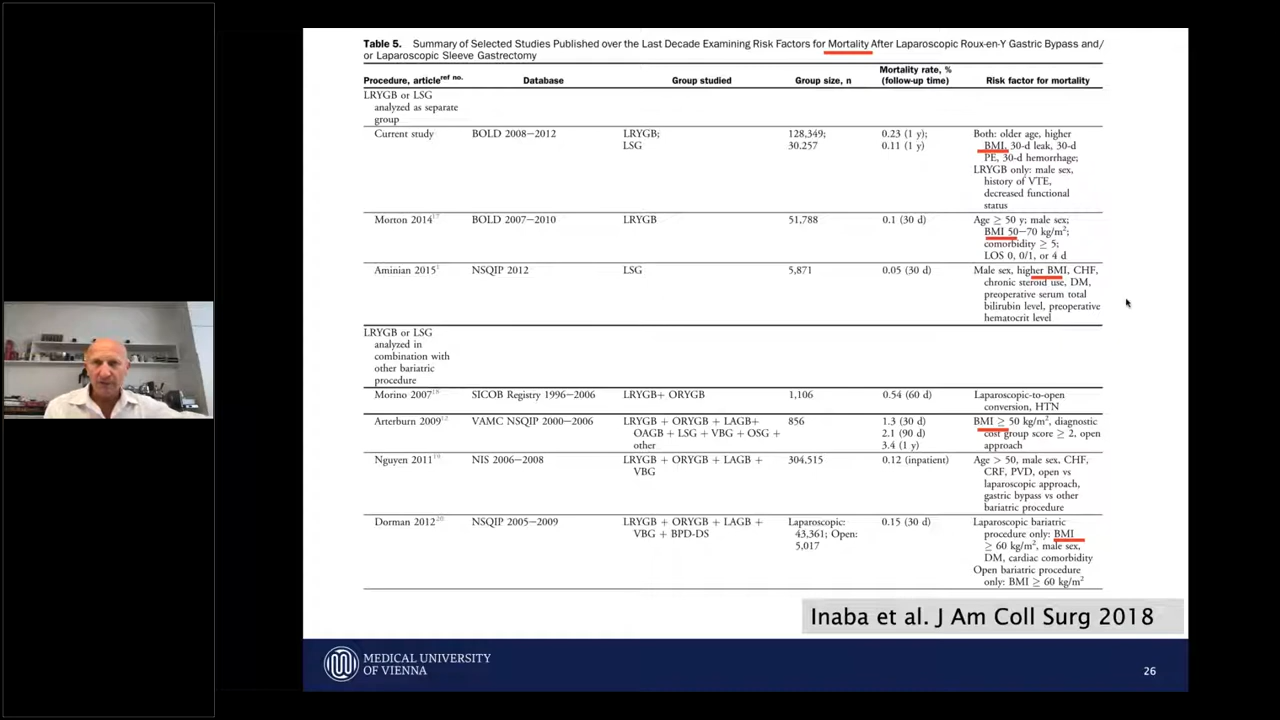 Table 5. Summary of Selected Studies Published over the Last Decade Examining Risk Factors for Mortality After Laparoscopic Roux-en-Y Gastric Bypass and/
or Laparoscopic Sleeve Gastrectomy
Procedure, article ref no. Database Group studied Group size, n Mortality rate, % (follow-up time) Risk factor for mortality
LRYGB or LSG
analyzed as separate
group
Current study BOLD 2008–2012 LRYGB; 128,349; 0.23 (1 y); Both: older age, higher
LSG 30.257 0.11 (1 y) BMI, 30-d leak, 30-d
PE, 30-d hemorrhage;
LRYGB only: male sex,
history of VTE,
decreased functional
status
Morton 2014 17 BOLD 2007–2010 LRYGB 51,788 0.1 (30 d) Age ≥ 50 y; male sex;
BMI 50–70 kg/m²;
comorbidity ≥ 5;
LOS 0, 0/1, or 4 d
Aminian 2015 NSQIP 2012 LSG 5,871 0.05 (30 d) Male sex, higher BMI, CHF,
chronic steroid use, DM,
preoperative serum total
bilirubin level, preoperative
hematocrit level
LRYGB or LSG
analyzed in
combination with
other bariatric
procedure
Morino 2007 18 SICOB Registry 1996–2006 LRYGB+ ORYGB 1,106 0.54 (60 d) Laparoscopic-to-open
conversion, HTN
Arterburn 2009 12 VAMC NSQIP 2000–2006 LRYGB + ORYGB + LAGB+ 856 1.3 (30 d) BMI ≥ 50 kg/m², diagnostic
OAGB + LSG + VBG + OSG + 2.1 (90 d) cost group score ≥ 2, open
other 3.4 (1 y) approach
Nguyen 2011 19 NIS 2006–2008 LRYGB + ORYGB + LAGB + 304,515 0.12 (inpatient) Age > 50, male sex, CHF,
VBG CRF, PVD, open vs
laparoscopic approach,
gastric bypass vs other
bariatric procedure
Dorman 2012 20 NSQIP 2005–2009 LRYGB + ORYGB + LAGB + Laparoscopic: 0.15 (30 d) Laparoscopic bariatric
VBG + BPD-DS 43,361; Open: procedure only: BMI
5,017 ≥ 60 kg/m², male sex,
DM, cardiac comorbidity
Open bariatric procedure
only: BMI ≥ 60 kg/m²
Inaba et al. J Am Coll Surg 2018
MEDICAL UNIVERSITY
OF VIENNA
26